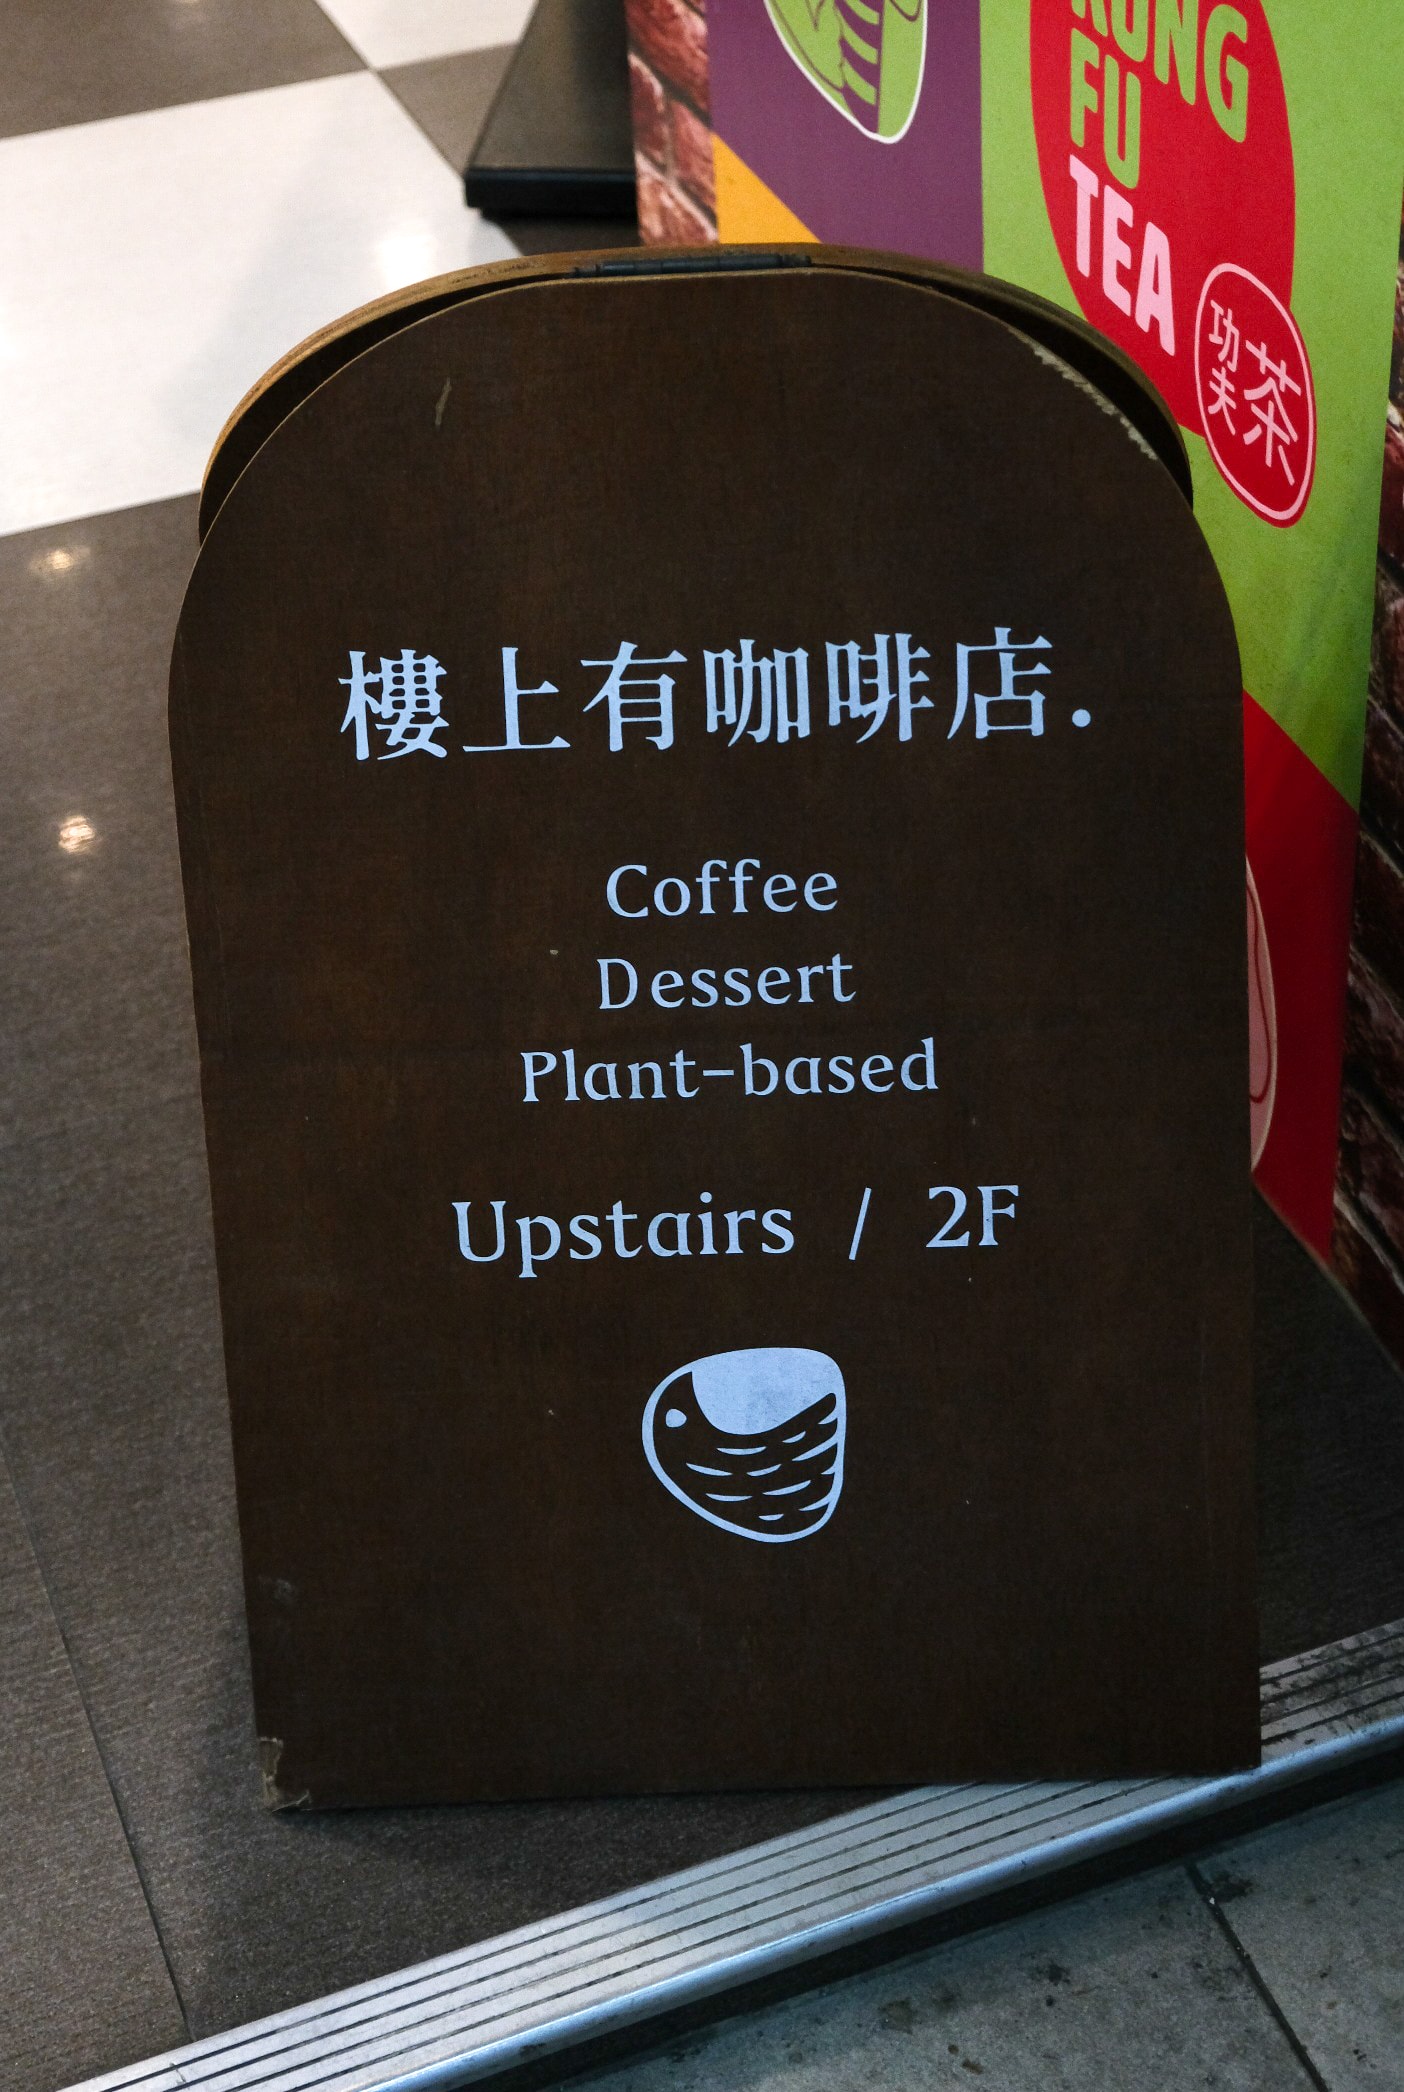 KUNG
FU
TEA
功夫
茶
樓上有咖啡店.
Coffee
Dessert
Plant-based
Upstairs / 2F